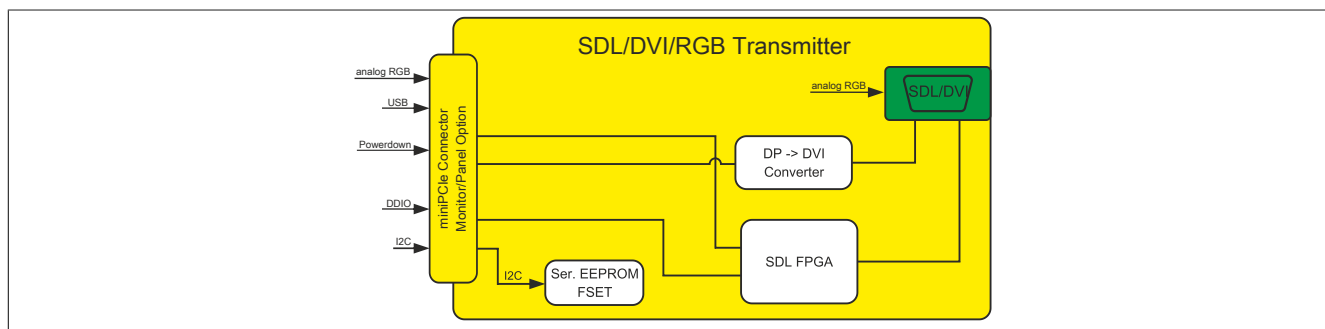 SDL/DVI/RGB Transmitter
analog RGB
USB
Powerdown
DDIO
I2C
miniPCIe Connector
Monitor/Panel Option
analog RGB
SDL/DVI
DP -> DVI
Converter
SDL FPGA
I2C
Ser. EEPROM
FSET